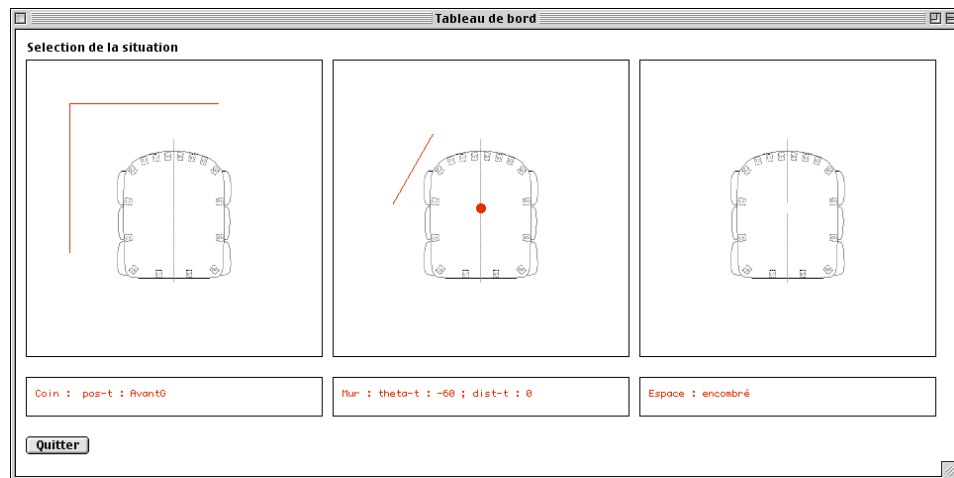 Tableau de bord
Selection de la situation
Coin :  pos-t : AvantG
Mur : theta-t : -60 ; dist-t : 0
Espace : encombré
Quitter